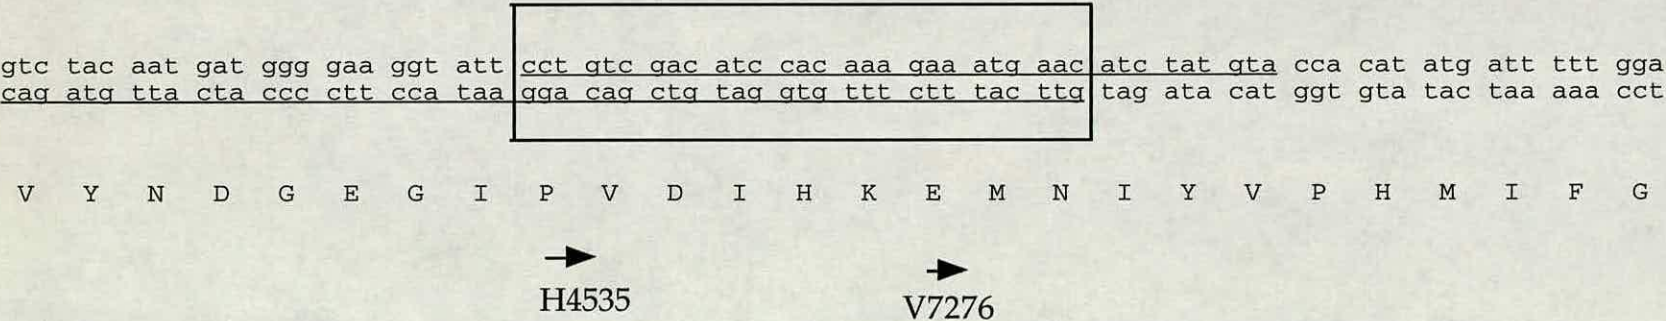 gtc tac aat gat ggg gaa ggt att cct gtc gac atc cac aaa gaa atg aac atc tat gta cca cat atg att ttt gga
cag atg tta cta ccc ctt cca taa gga cag ctg tag gtg ttt ctt tac ttg tag ata cat ggt gta tac taa aaa cct
V Y N D G E G I P V D I H K E M N I Y V P H M I F G
H4535 V7276